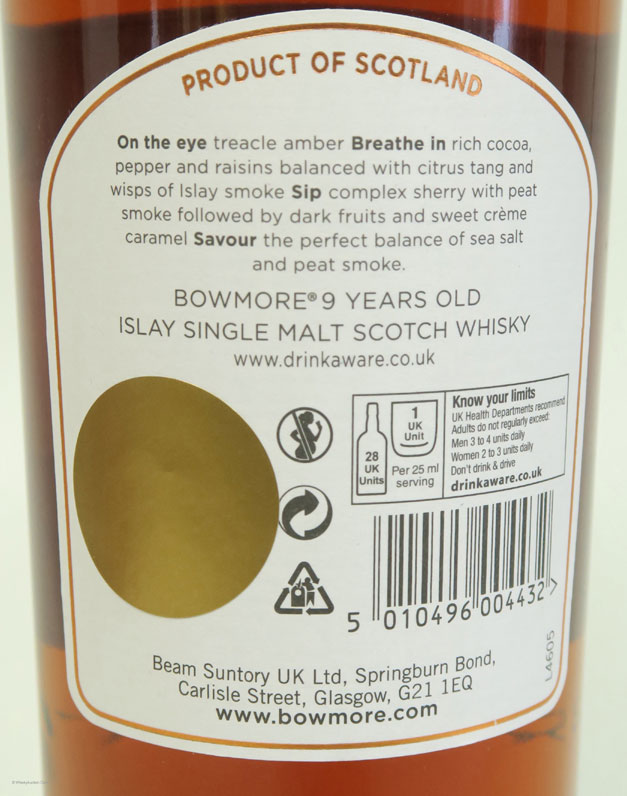 PRODUCT OF SCOTLAND
On the eye treacle amber Breathe in rich cocoa,
pepper and raisins balanced with citrus tang and
wisps of Islay smoke Sip complex sherry with peat
smoke followed by dark fruits and sweet crème
caramel Savour the perfect balance of sea salt
and peat smoke.
BOWMORE® 9 YEARS OLD
ISLAY SINGLE MALT SCOTCH WHISKY
www.drinkaware.co.uk
28
UK
Units
1
UK
Unit
Per 25 ml
serving
Know your limits
UK Health Departments recommend
Adults do not regularly exceed:
Men 3 to 4 units daily
Women 2 to 3 units daily
Don't drink & drive
drinkaware.co.uk
5 010496 004432 >
L4605
Beam Suntory UK Ltd, Springburn Bond,
Carlisle Street, Glasgow, G21 1EQ
www.bowmore.com